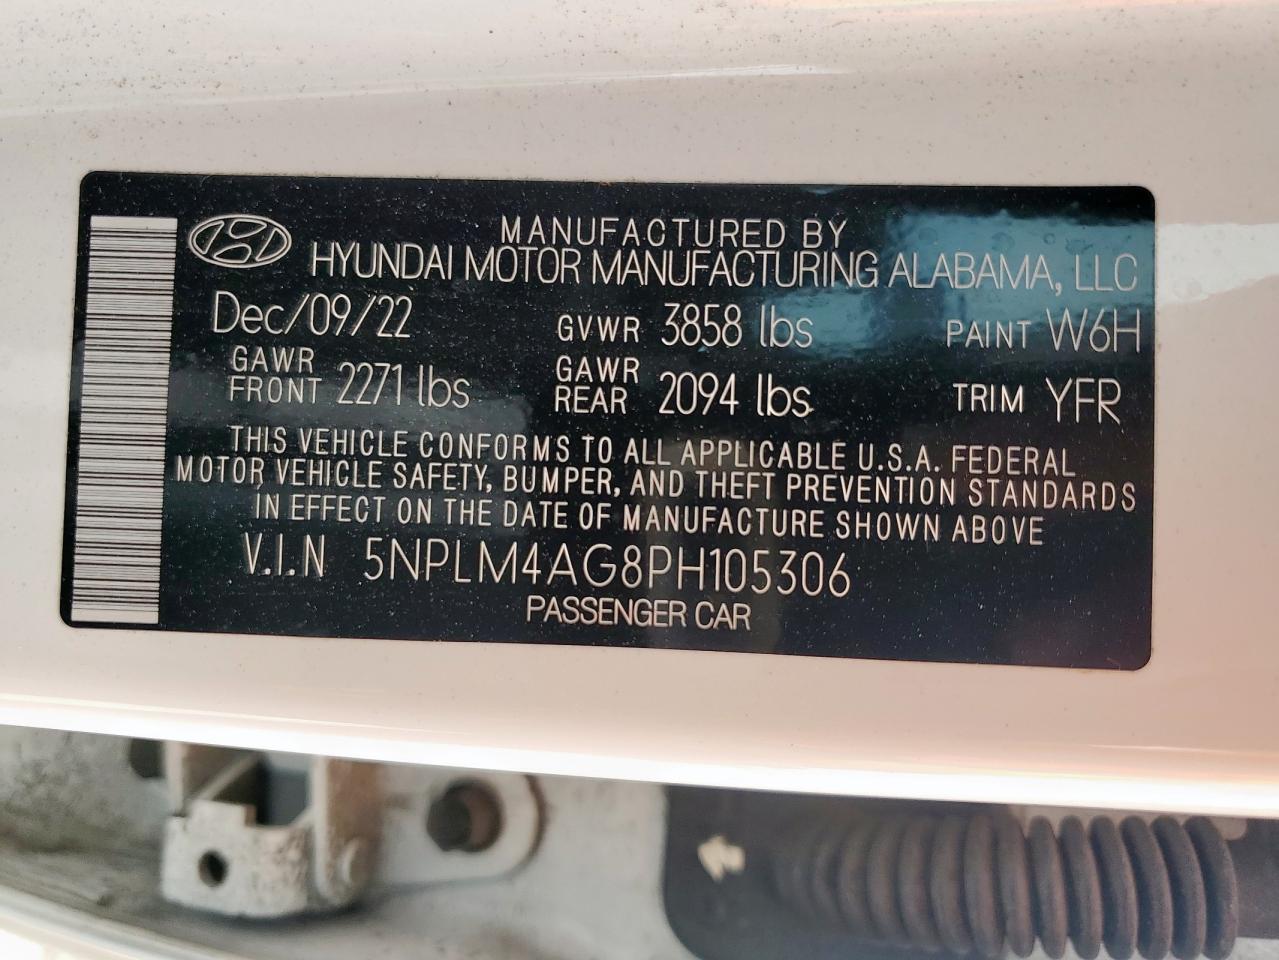 MANUFACTURED BY
HYUNDAI MOTOR MANUFACTURING ALABAMA, LLC
Dec/09/22 GVWR 3858 lbs PAINT W6H
GAWR FRONT 2271 lbs GAWR REAR 2094 lbs TRIM YFR
THIS VEHICLE CONFORMS TO ALL APPLICABLE U.S.A. FEDERAL
MOTOR VEHICLE SAFETY, BUMPER, AND THEFT PREVENTION STANDARDS
IN EFFECT ON THE DATE OF MANUFACTURE SHOWN ABOVE
V.I.N 5NPLM4AG8PH105306
PASSENGER CAR